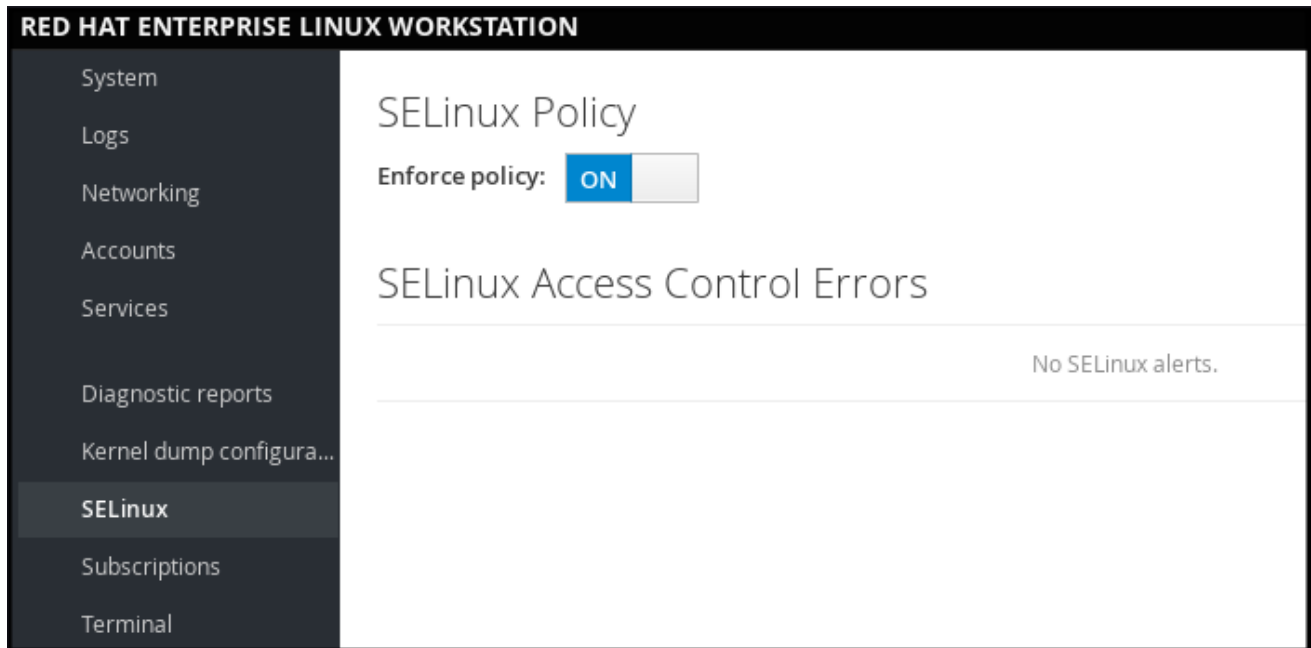 RED HAT ENTERPRISE LINUX WORKSTATION
System
Logs
Networking
Accounts
Services
Diagnostic reports
Kernel dump configura...
SELinux
Subscriptions
Terminal
SELinux Policy
Enforce policy: ON
SELinux Access Control Errors
No SELinux alerts.